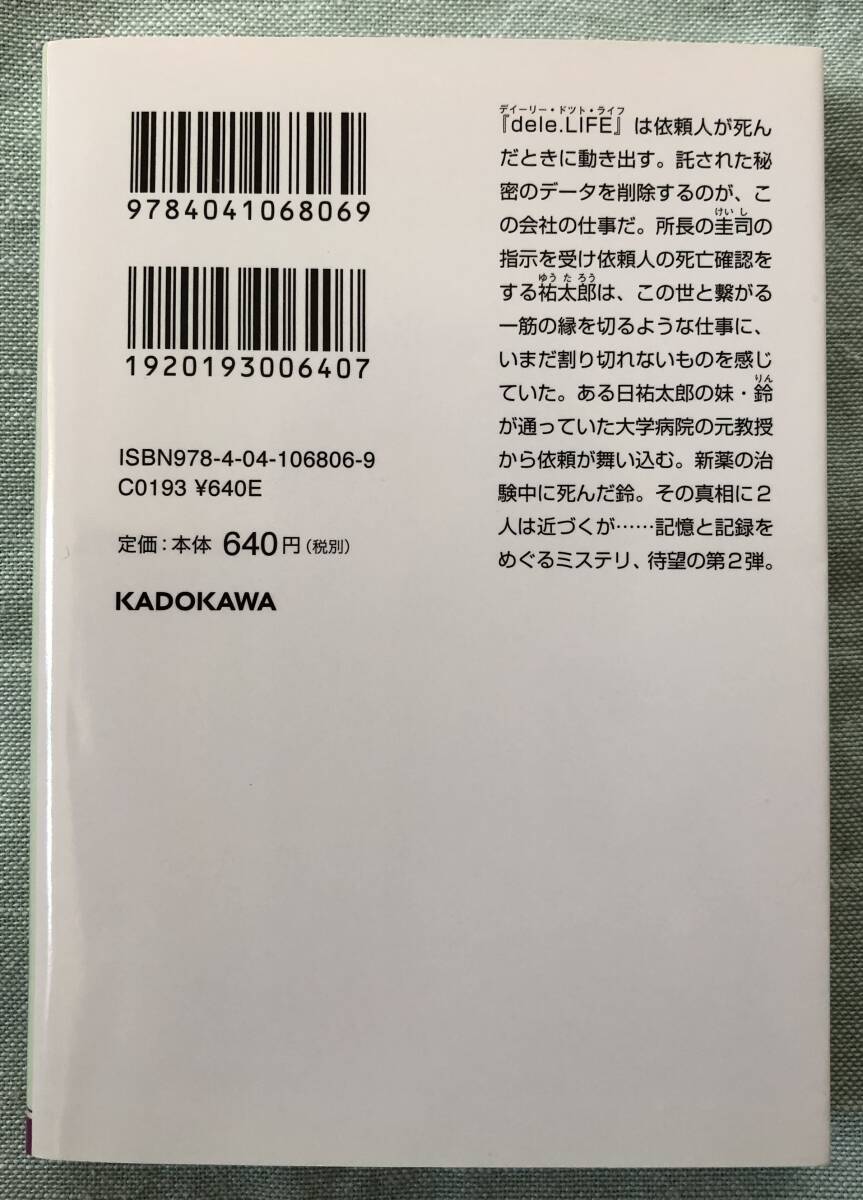 9784041068069
1920193006407
ISBN978-4-04-106806-9
C0193 ¥640E
定価:本体 640円(税別)
KADOKAWA
ディーリー・ドット・ライフ
『dele.LIFE』は依頼人が死ん
だときに動き出す。託された秘
密のデータを削除するのが、こ
けいし
の会社の仕事だ。所長の圭司の
指示を受け依頼人の死亡確認を
ゆうたろう
する祐太郎は、この世と繋がる
一筋の縁を切るような仕事に、
いまだ割り切れないものを感じ
りん
ていた。ある日祐太郎の妹・鈴
が通っていた大学病院の元教授
から依頼が舞い込む。新薬の治
験中に死んだ鈴。その真相に2
人は近づくが……記憶と記録を
めぐるミステリ、待望の第2弾。